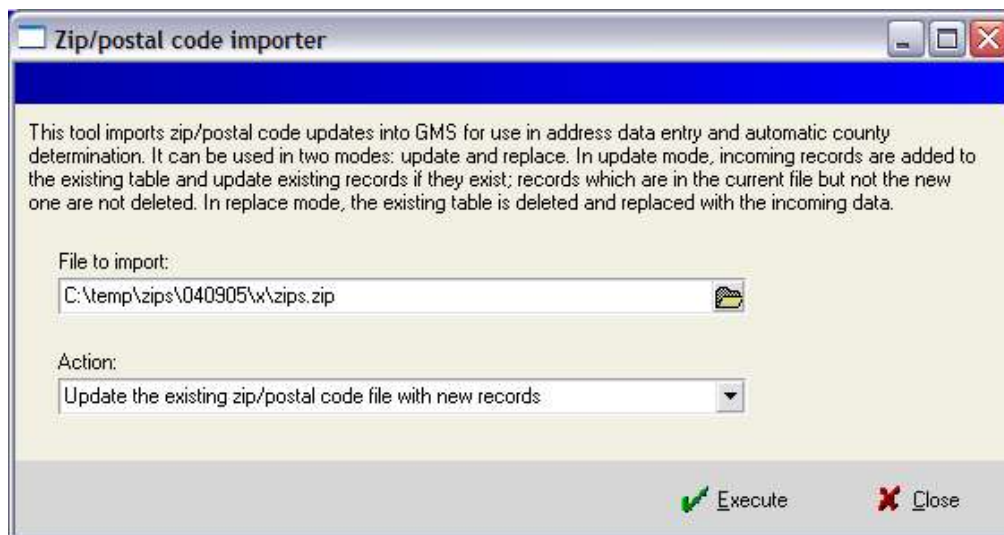 Zip/postal code importer
This tool imports zip/postal code updates into GMS for use in address data entry and automatic county
determination. It can be used in two modes: update and replace. In update mode, incoming records are added to
the existing table and update existing records if they exist; records which are in the current file but not the new
one are not deleted. In replace mode, the existing table is deleted and replaced with the incoming data.
File to import:
C:\temp\zips\040905\x\zips.zip
Action:
Update the existing zip/postal code file with new records
Execute Close